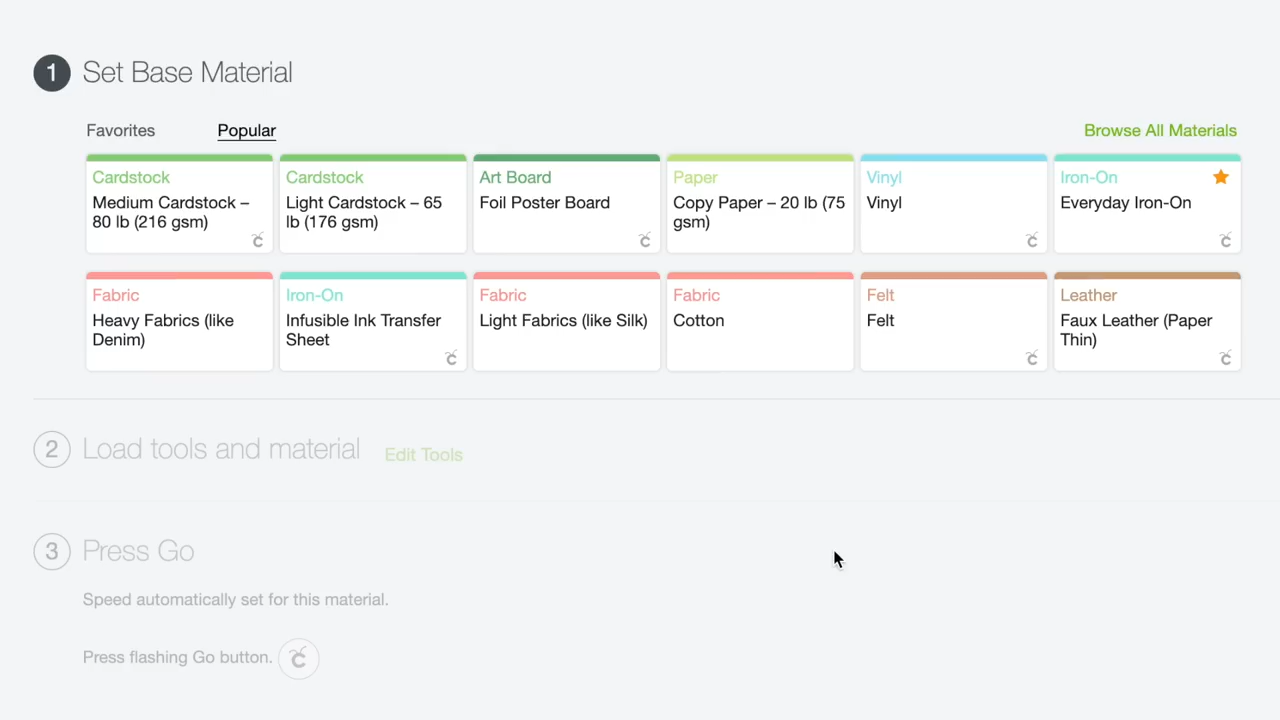 1 Set Base Material
Favorites Popular Browse All Materials
Cardstock
Medium Cardstock –
80 lb (216 gsm)
Cardstock
Light Cardstock – 65
lb (176 gsm)
Art Board
Foil Poster Board
Paper
Copy Paper – 20 lb (75
gsm)
Vinyl
Vinyl
Iron-On
Everyday Iron-On
Fabric
Heavy Fabrics (like
Denim)
Iron-On
Infusible Ink Transfer
Sheet
Fabric
Light Fabrics (like Silk)
Fabric
Cotton
Felt
Felt
Leather
Faux Leather (Paper
Thin)
2 Load tools and material Edit Tools
3 Press Go
Speed automatically set for this material.
Press flashing Go button.